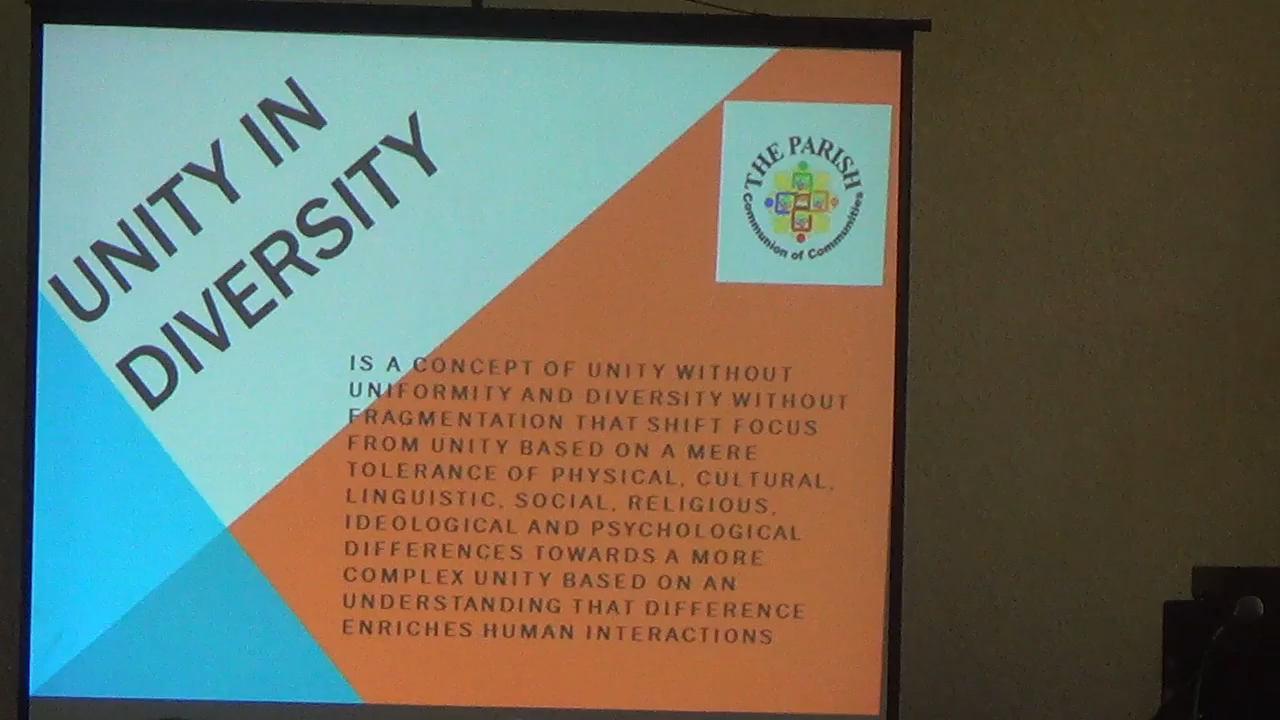 UNITY IN
DIVERSITY
THE PARISH
Communion of Communities
IS A CONCEPT OF UNITY WITHOUT
UNIFORMITY AND DIVERSITY WITHOUT
FRAGMENTATION THAT SHIFT FOCUS
FROM UNITY BASED ON A MERE
TOLERANCE OF PHYSICAL, CULTURAL,
LINGUISTIC, SOCIAL, RELIGIOUS,
IDEOLOGICAL AND PSYCHOLOGICAL
DIFFERENCES TOWARDS A MORE
COMPLEX UNITY BASED ON AN
UNDERSTANDING THAT DIFFERENCE
ENRICHES HUMAN INTERACTIONS